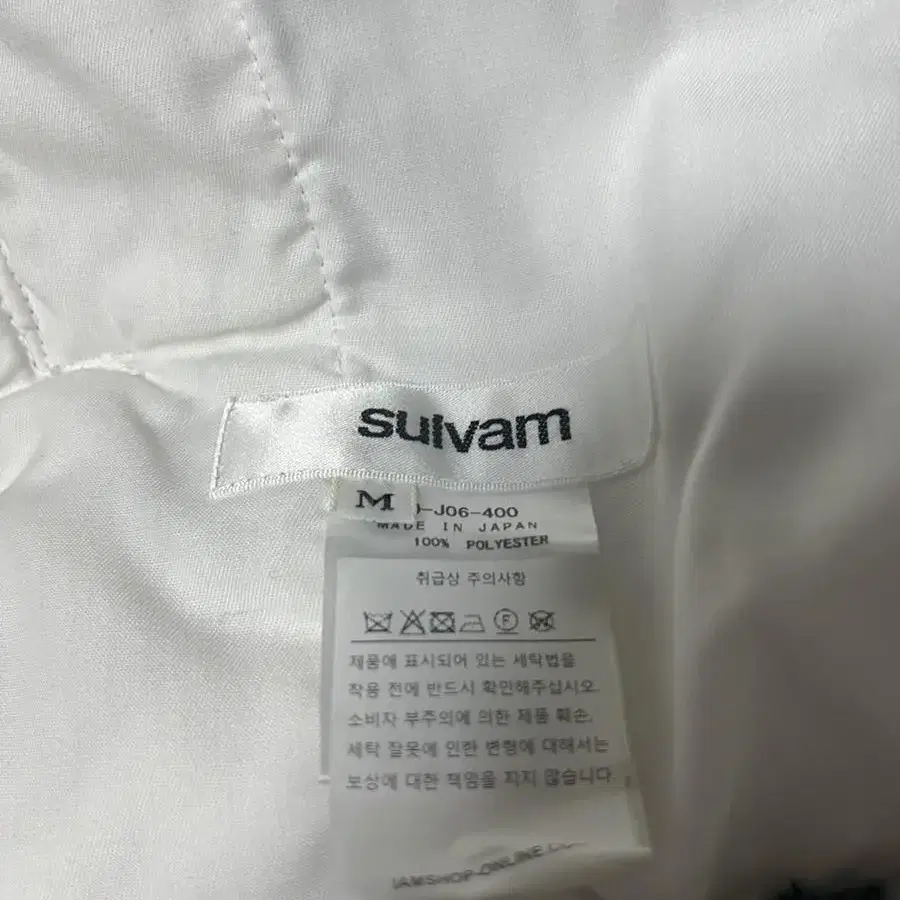 sulvam
M
-J06-400
MADE IN JAPAN
100% POLYESTER
취급상 주의사항
F
제품에 표시되어 있는 세탁법을
착용 전에 반드시 확인해주십시오.
소비자 부주의에 의한 제품 훼손,
세탁 잘못에 인한 변형에 대해서는
보상에 대한 책임을 지지 않습니다
IAMSHOP-ONLINE.CO